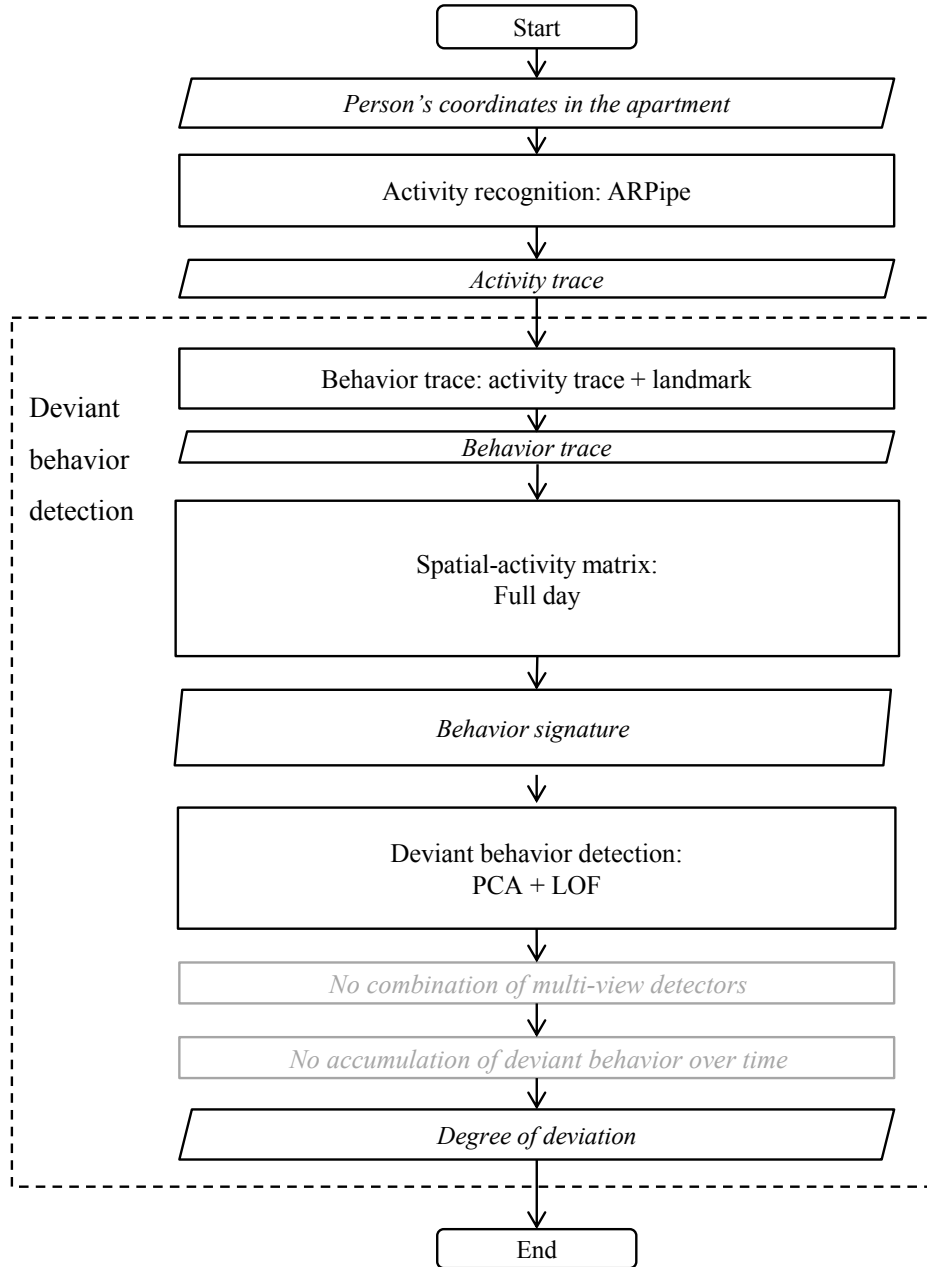 Start
Person’s coordinates in the apartment
Activity recognition: ARPipe
Activity trace
Deviant
behavior
detection
Behavior trace: activity trace + landmark
Behavior trace
Spatial-activity matrix:
Full day
Behavior signature
Deviant behavior detection:
PCA + LOF
No combination of multi-view detectors
No accumulation of deviant behavior over time
Degree of deviation
End